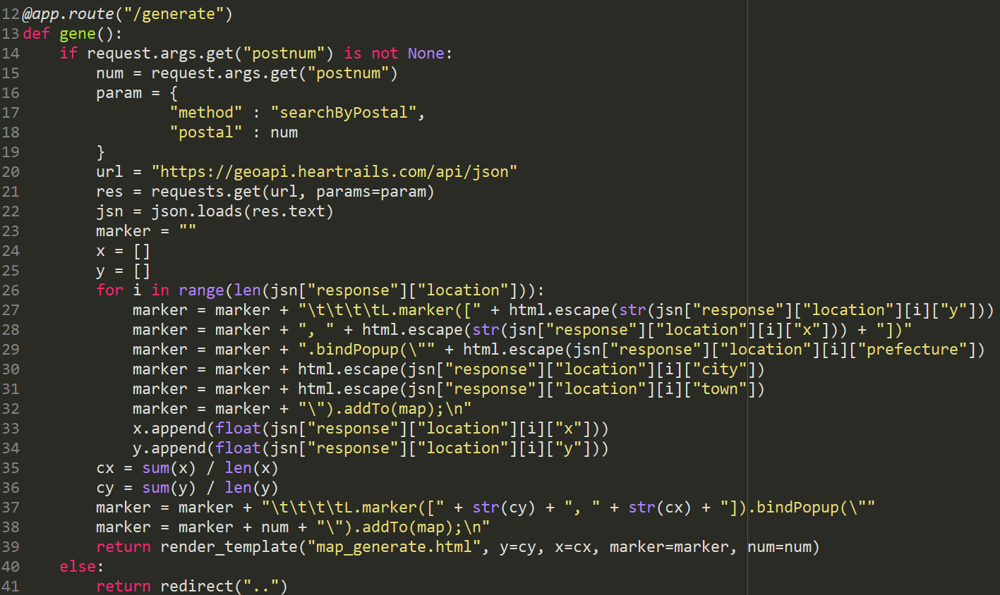 12 @app.route("/generate")
13 def gene():
14     if request.args.get("postnum") is not None:
15         num = request.args.get("postnum")
16         param = {
17                 "method" : "searchByPostal",
18                 "postal" : num
19         }
20         url = "https://geoapi.heartrails.com/api/json"
21         res = requests.get(url, params=param)
22         jsn = json.loads(res.text)
23         marker = ""
24         x = []
25         y = []
26         for i in range(len(jsn["response"]["location"])):
27             marker = marker + "\t\t\t\tL.marker([" + html.escape(str(jsn["response"]["location"][i]["y"]))
28             marker = marker + ", " + html.escape(str(jsn["response"]["location"][i]["x"])) + "])"
29             marker = marker + ".bindPopup(\"" + html.escape(jsn["response"]["location"][i]["prefecture"])
30             marker = marker + html.escape(jsn["response"]["location"][i]["city"])
31             marker = marker + html.escape(jsn["response"]["location"][i]["town"])
32             marker = marker + "\").addTo(map);\n"
33             x.append(float(jsn["response"]["location"][i]["x"]))
34             y.append(float(jsn["response"]["location"][i]["y"]))
35         cx = sum(x) / len(x)
36         cy = sum(y) / len(y)
37         marker = marker + "\t\t\t\tL.marker([" + str(cy) + ", " + str(cx) + "]).bindPopup(\""
38         marker = marker + num + "\").addTo(map);\n"
39         return render_template("map_generate.html", y=cy, x=cx, marker=marker, num=num)
40     else:
41         return redirect("..")